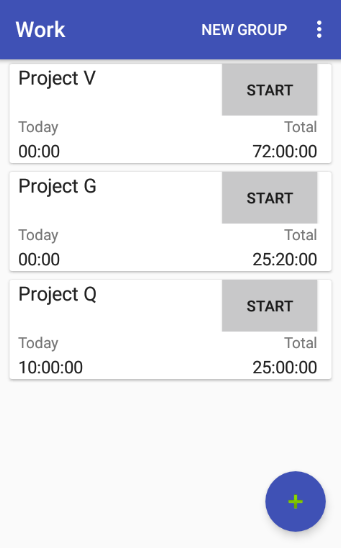 Work NEW GROUP
Project V START
Today Total
00:00 72:00:00
Project G START
Today Total
00:00 25:20:00
Project Q START
Today Total
10:00:00 25:00:00
+